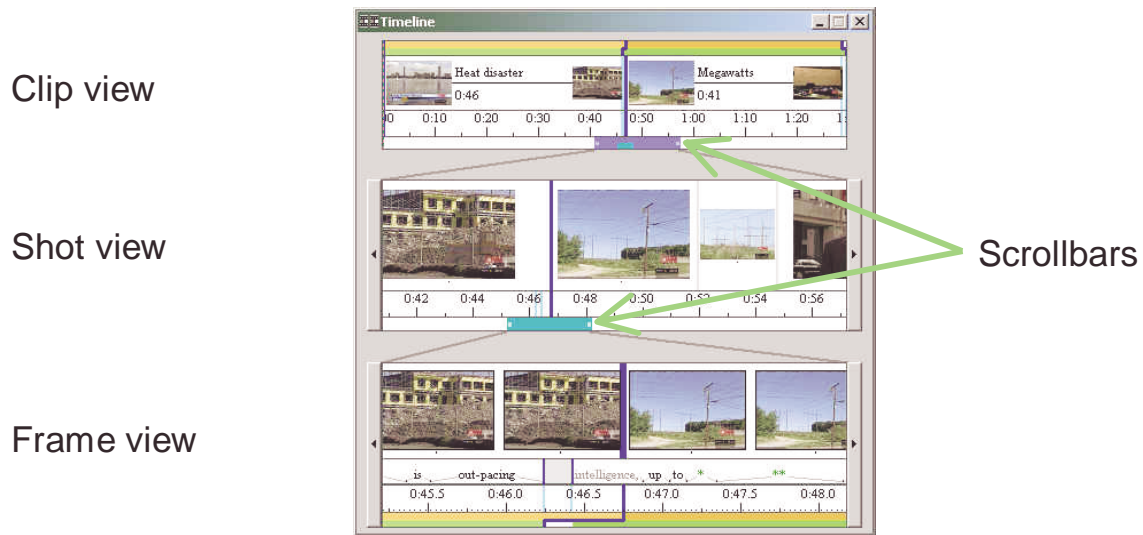 Timeline
Clip view
Heat disaster
0:46
Megawatts
0:41
0:10 0:20 0:30 0:40 0:50 1:00 1:10 1:20
Shot view
Scrollbars
0:42 0:44 0:46 0:48 0:50 0:52 0:54 0:56
Frame view
is out-pacing intelligence, up to * **
0:45.5 0:46.0 0:46.5 0:47.0 0:47.5 0:48.0